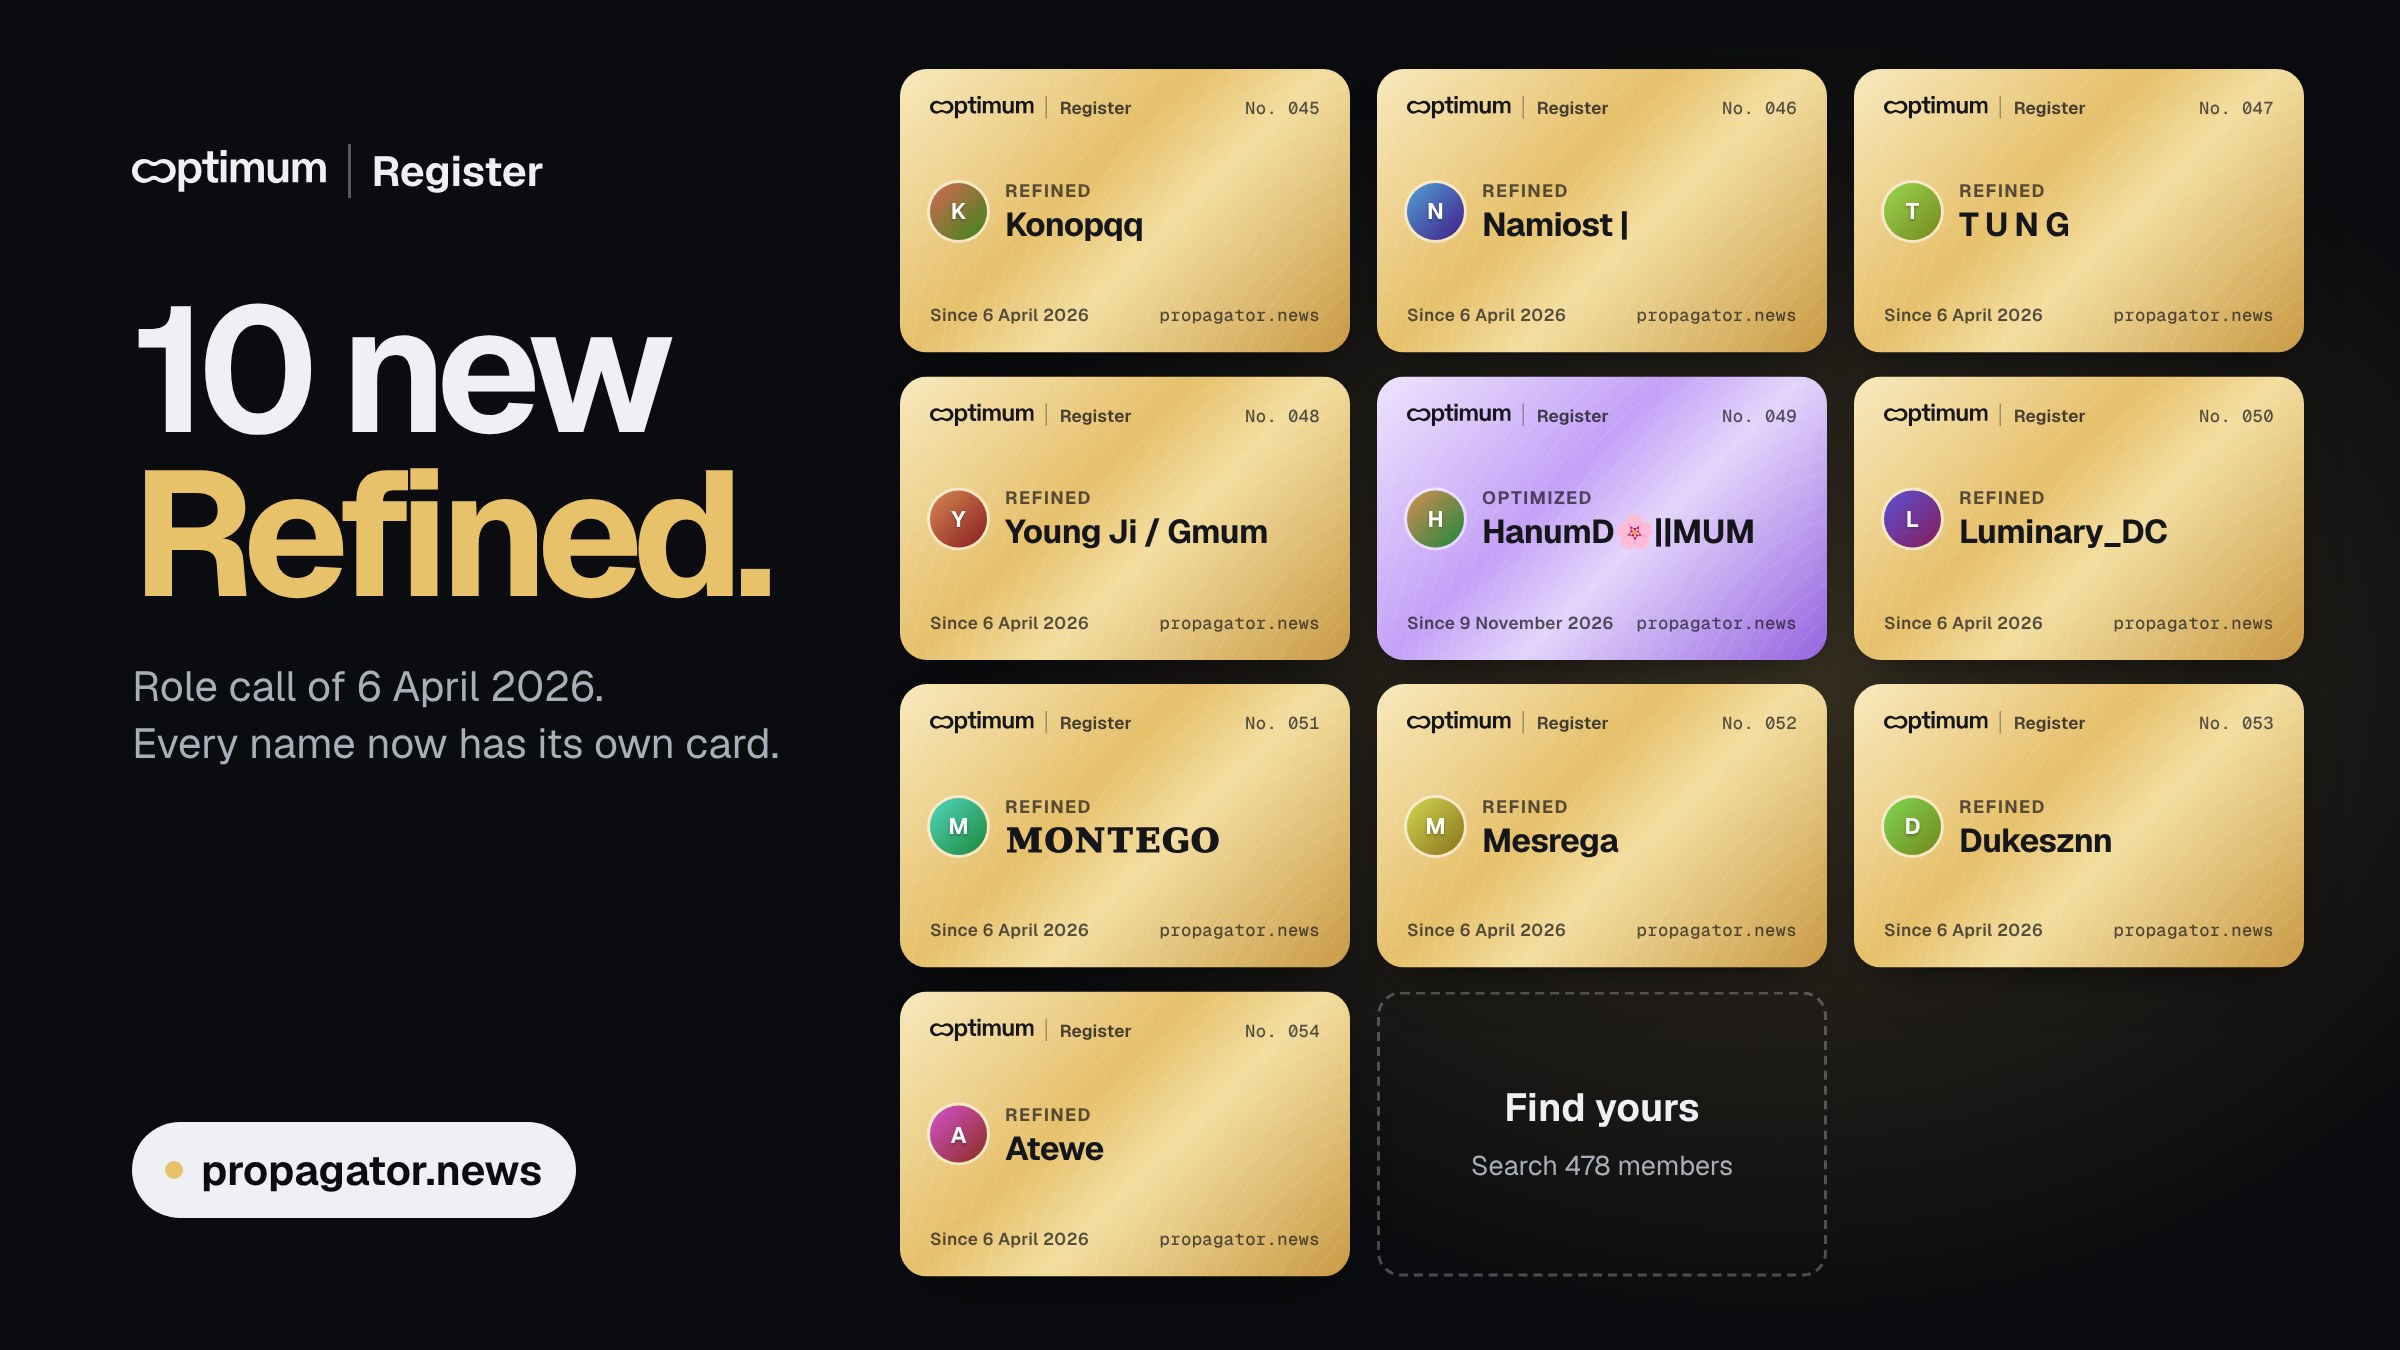 optimum | Register
10 new
Refined.
Role call of 6 April 2026.
Every name now has its own card.
propagator.news
optimum | Register No. 045
K
REFINED
Konopqq
Since 6 April 2026 propagator.news
optimum | Register No. 046
N
REFINED
Namiost |
Since 6 April 2026 propagator.news
optimum | Register No. 047
T
REFINED
T U N G
Since 6 April 2026 propagator.news
optimum | Register No. 048
Y
REFINED
Young Ji / Gmum
Since 6 April 2026 propagator.news
optimum | Register No. 049
H
OPTIMIZED
HanumD🌸||MUM
Since 9 November 2026 propagator.news
optimum | Register No. 050
L
REFINED
Luminary_DC
Since 6 April 2026 propagator.news
optimum | Register No. 051
M
REFINED
MONTEGO
Since 6 April 2026 propagator.news
optimum | Register No. 052
M
REFINED
Mesrega
Since 6 April 2026 propagator.news
optimum | Register No. 053
D
REFINED
Dukesznn
Since 6 April 2026 propagator.news
optimum | Register No. 054
A
REFINED
Atewe
Since 6 April 2026 propagator.news
Find yours
Search 478 members